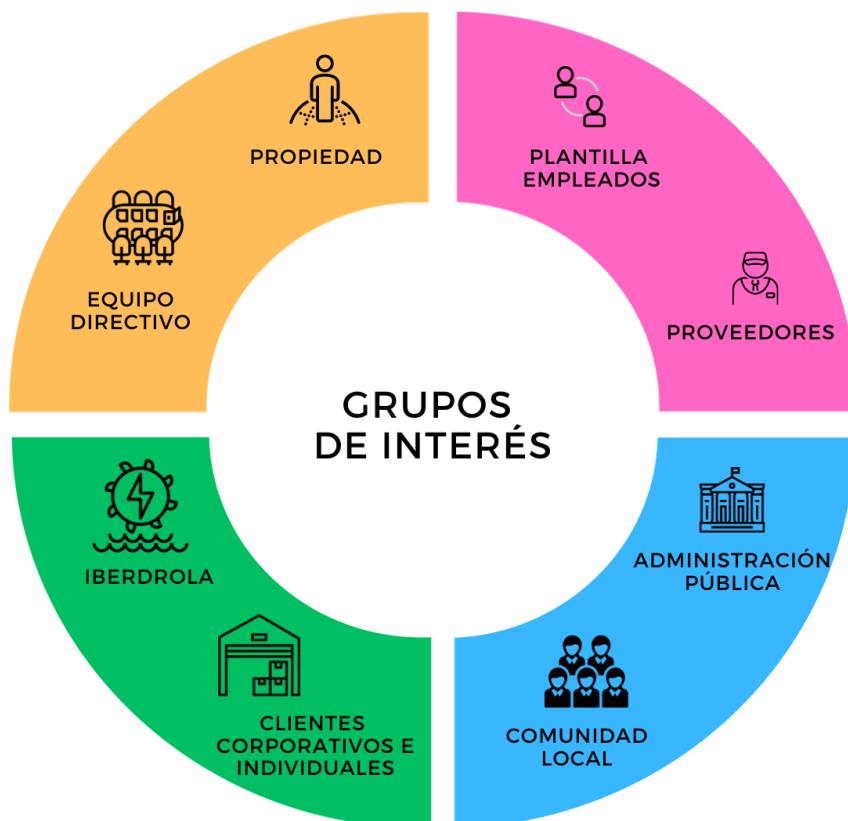 PROPIEDAD
EQUIPO
DIRECTIVO
PLANTILLA
EMPLEADOS
PROVEEDORES
GRUPOS
DE INTERÉS
IBERDROLA
CLIENTES
CORPORATIVOS E
INDIVIDUALES
ADMINISTRACIÓN
PÚBLICA
COMUNIDAD
LOCAL